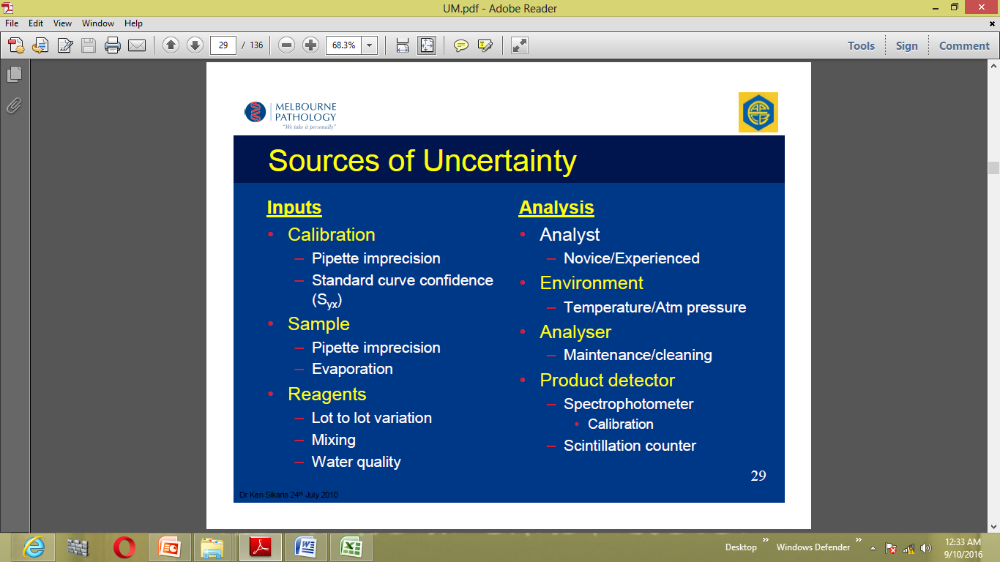 UM.pdf - Adobe Reader
File Edit View Window Help
29 / 136 68.3% Tools Sign Comment
MELBOURNE
PATHOLOGY
"We take it personally"
Sources of Uncertainty
Inputs
• Calibration
– Pipette imprecision
– Standard curve confidence
(Syx)
• Sample
– Pipette imprecision
– Evaporation
• Reagents
– Lot to lot variation
– Mixing
– Water quality
Analysis
• Analyst
– Novice/Experienced
• Environment
– Temperature/Atm pressure
• Analyser
– Maintenance/cleaning
• Product detector
– Spectrophotometer
• Calibration
– Scintillation counter
29
Dr Ken Sikaris 24th July 2010
Desktop » Windows Defender »
12:33 AM
9/10/2016